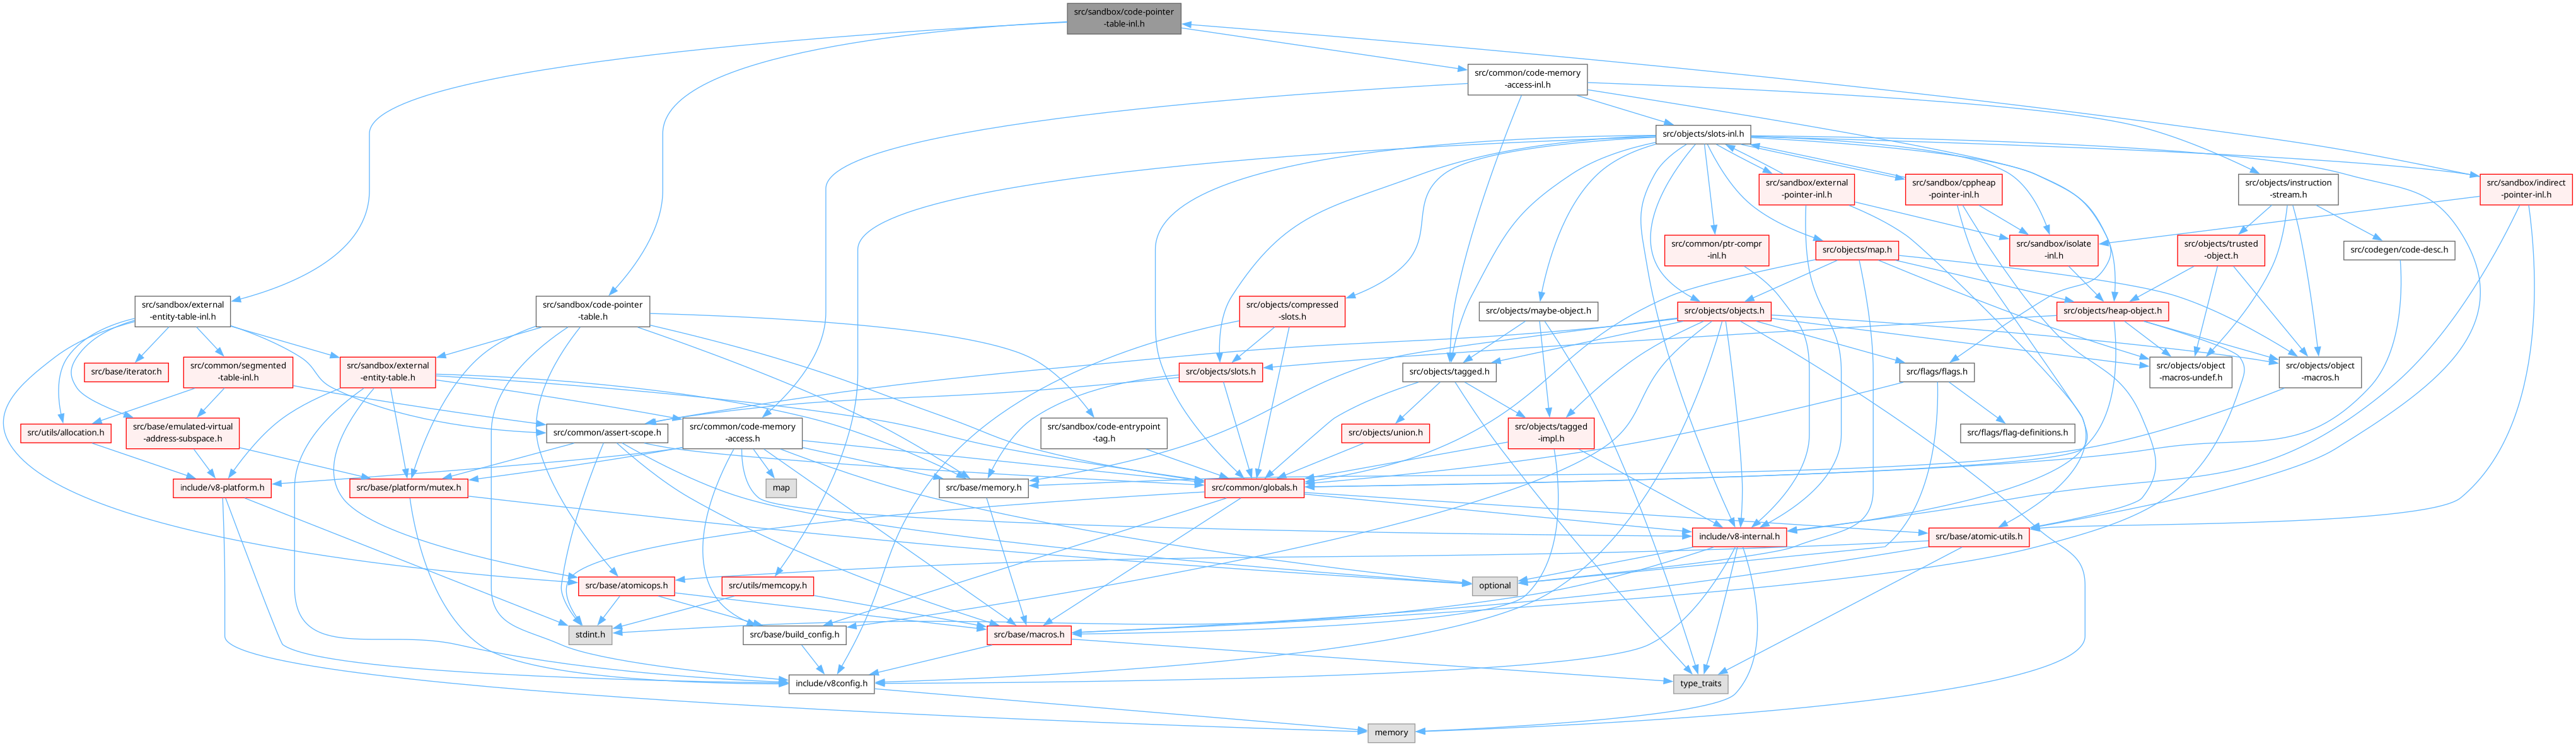 src/sandbox/code-pointer
-table-inl.h
src/common/code-memory
-access-inl.h
src/objects/slots-inl.h
src/sandbox/external
-pointer-inl.h
src/sandbox/cppheap
-pointer-inl.h
src/objects/instruction
-stream.h
src/sandbox/indirect
-pointer-inl.h
src/common/ptr-compr
-inl.h
src/objects/map.h
src/sandbox/isolate
-inl.h
src/objects/trusted
-object.h
src/codegen/code-desc.h
src/sandbox/external
-entity-table-inl.h
src/sandbox/code-pointer
-table.h
src/objects/compressed
-slots.h
src/objects/maybe-object.h
src/objects/objects.h
src/objects/heap-object.h
src/base/iterator.h
src/common/segmented
-table-inl.h
src/sandbox/external
-entity-table.h
src/objects/slots.h
src/objects/tagged.h
src/flags/flags.h
src/objects/object
-macros-undef.h
src/objects/object
-macros.h
src/utils/allocation.h
src/base/emulated-virtual
-address-subspace.h
src/common/assert-scope.h
src/common/code-memory
-access.h
src/sandbox/code-entrypoint
-tag.h
src/objects/union.h
src/objects/tagged
-impl.h
src/flags/flag-definitions.h
include/v8-platform.h
src/base/platform/mutex.h
map
src/base/memory.h
src/common/globals.h
include/v8-internal.h
src/base/atomic-utils.h
src/base/atomicops.h
src/utils/memcopy.h
optional
stdint.h
src/base/build_config.h
src/base/macros.h
include/v8config.h
type_traits
memory